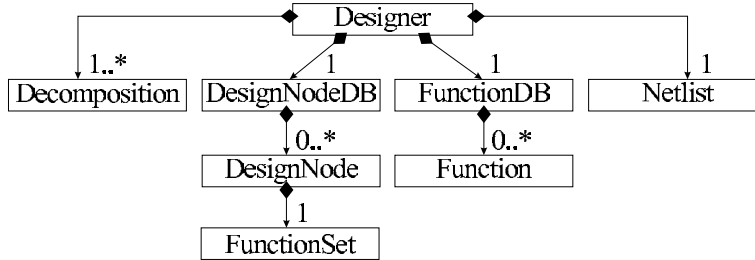 Designer
1..* 1 1 1
Decomposition DesignNodeDB FunctionDB Netlist
0..* 0..*
DesignNode Function
1
FunctionSet